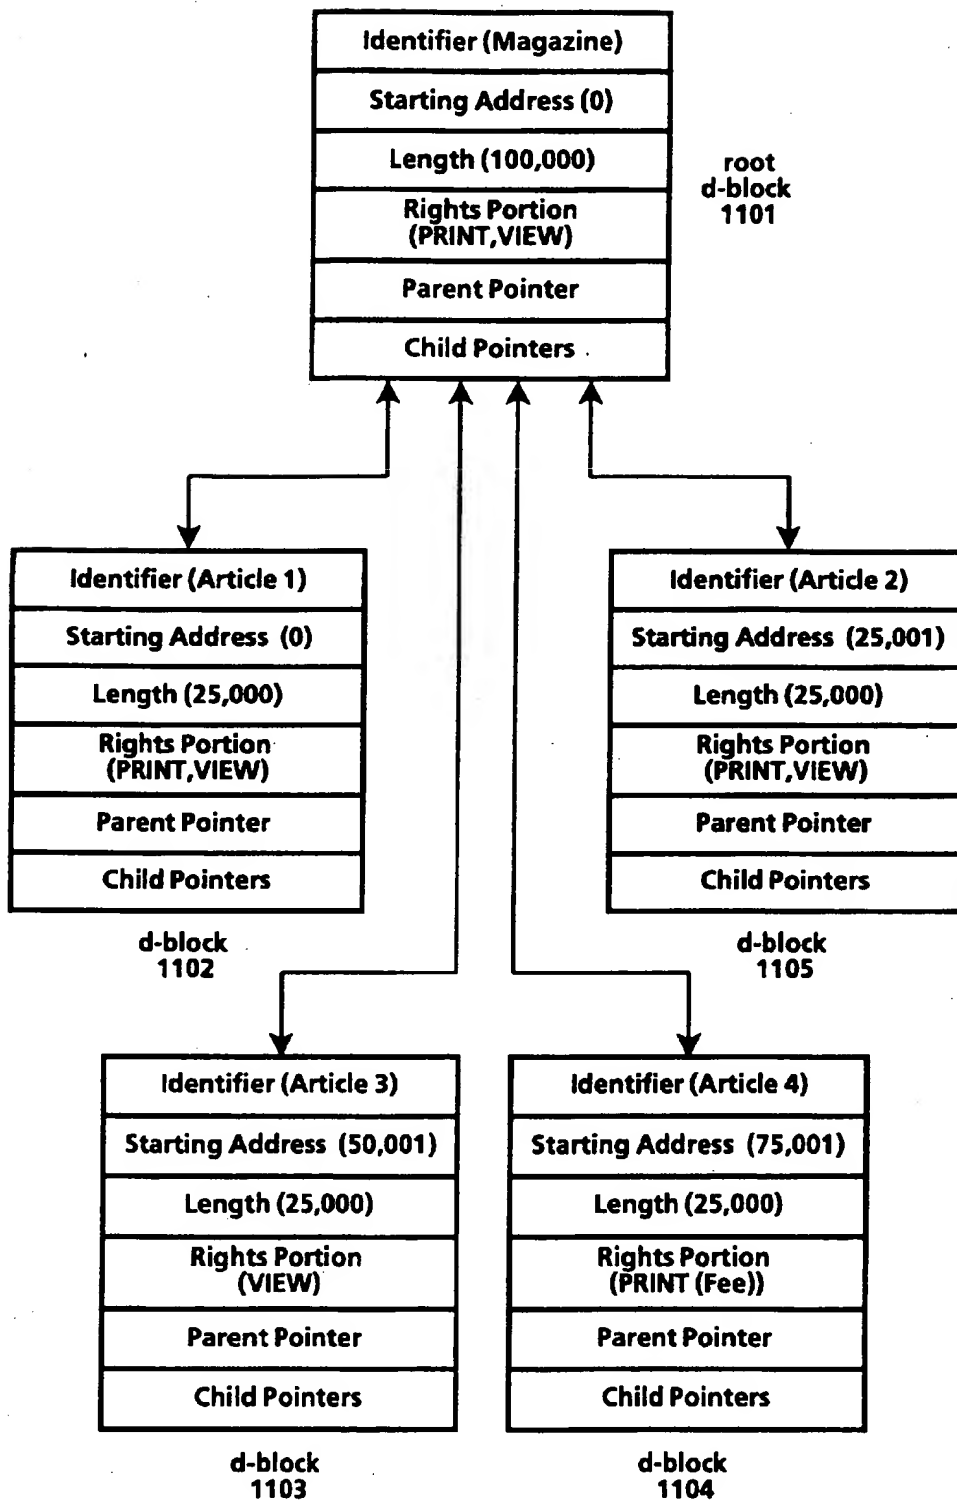 Identifier (Magazine)
Starting Address (0)
Length (100,000)
Rights Portion
(PRINT,VIEW)
Parent Pointer
Child Pointers
root
d-block
1101
Identifier (Article 1)
Starting Address (0)
Length (25,000)
Rights Portion
(PRINT,VIEW)
Parent Pointer
Child Pointers
d-block
1102
Identifier (Article 2)
Starting Address (25,001)
Length (25,000)
Rights Portion
(PRINT,VIEW)
Parent Pointer
Child Pointers
d-block
1105
Identifier (Article 3)
Starting Address (50,001)
Length (25,000)
Rights Portion
(VIEW)
Parent Pointer
Child Pointers
d-block
1103
Identifier (Article 4)
Starting Address (75,001)
Length (25,000)
Rights Portion
(PRINT (Fee))
Parent Pointer
Child Pointers
d-block
1104